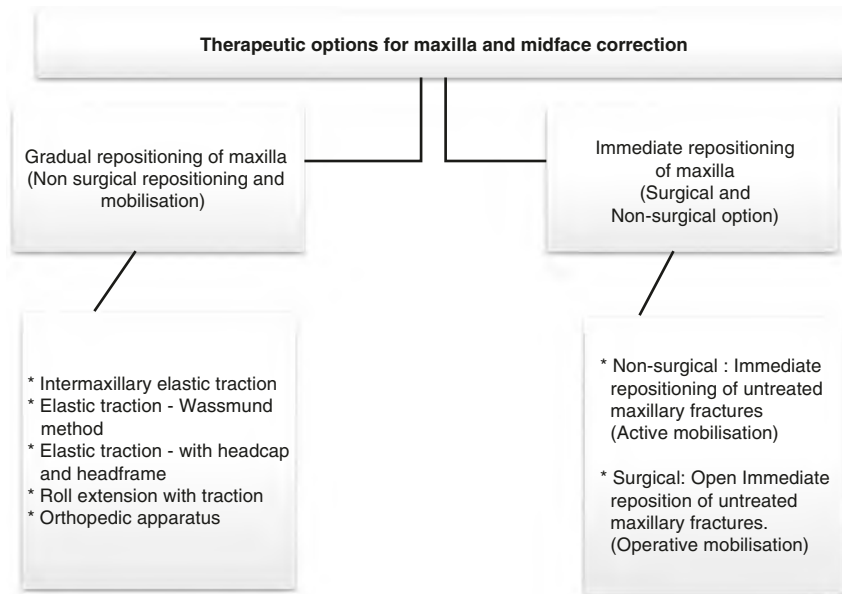 Therapeutic options for maxilla and midface correction
Gradual repositioning of maxilla
(Non surgical repositioning and
mobilisation)
Immediate repositioning
of maxilla
(Surgical and
Non-surgical option)
* Intermaxillary elastic traction
* Elastic traction - Wassmund
method
* Elastic traction - with headcap
and headframe
* Roll extension with traction
* Orthopedic apparatus
* Non-surgical : Immediate
repositioning of untreated
maxillary fractures
(Active mobilisation)
* Surgical: Open Immediate
reposition of untreated
maxillary fractures.
(Operative mobilisation)